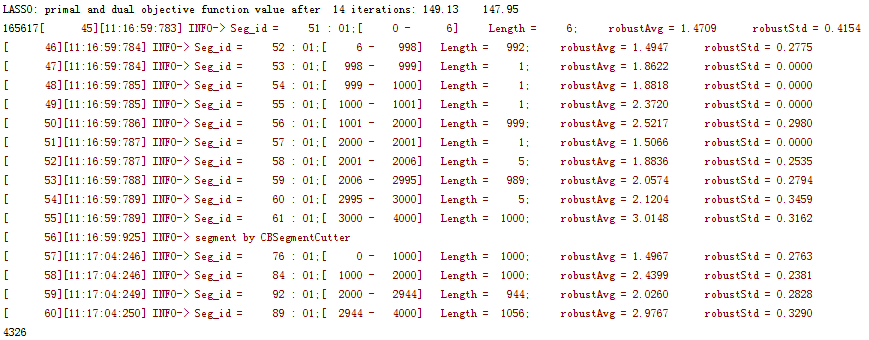 LASSO: primal and dual objective function value after  14 iterations: 149.13    147.95
165617[      45][11:16:59:783] INFO-> Seg_id =      51 : 01;[    0 -      6]     Length =      6;     robustAvg = 1.4709     robustStd = 0.4154
[      46][11:16:59:784] INFO-> Seg_id =      52 : 01;[    6 -    998]   Length =    992;     robustAvg = 1.4947     robustStd = 0.2775
[      47][11:16:59:784] INFO-> Seg_id =      53 : 01;[  998 -    999]   Length =      1;     robustAvg = 1.8622     robustStd = 0.0000
[      48][11:16:59:785] INFO-> Seg_id =      54 : 01;[  999 -   1000]   Length =      1;     robustAvg = 1.8818     robustStd = 0.0000
[      49][11:16:59:785] INFO-> Seg_id =      55 : 01;[ 1000 -   1001]   Length =      1;     robustAvg = 2.3720     robustStd = 0.0000
[      50][11:16:59:786] INFO-> Seg_id =      56 : 01;[ 1001 -   2000]   Length =    999;     robustAvg = 2.5217     robustStd = 0.2980
[      51][11:16:59:787] INFO-> Seg_id =      57 : 01;[ 2000 -   2001]   Length =      1;     robustAvg = 1.5066     robustStd = 0.0000
[      52][11:16:59:787] INFO-> Seg_id =      58 : 01;[ 2001 -   2006]   Length =      5;     robustAvg = 1.8836     robustStd = 0.2535
[      53][11:16:59:788] INFO-> Seg_id =      59 : 01;[ 2006 -   2995]   Length =    989;     robustAvg = 2.0574     robustStd = 0.2794
[      54][11:16:59:789] INFO-> Seg_id =      60 : 01;[ 2995 -   3000]   Length =      5;     robustAvg = 2.1204     robustStd = 0.3459
[      55][11:16:59:789] INFO-> Seg_id =      61 : 01;[ 3000 -   4000]   Length =   1000;     robustAvg = 3.0148     robustStd = 0.3162
[      56][11:16:59:925] INFO-> segment by CBSegmentCutter
[      57][11:17:04:246] INFO-> Seg_id =      76 : 01;[    0 -   1000]   Length =   1000;     robustAvg = 1.4967     robustStd = 0.2763
[      58][11:17:04:246] INFO-> Seg_id =      84 : 01;[ 1000 -   2000]   Length =   1000;     robustAvg = 2.4399     robustStd = 0.2381
[      59][11:17:04:249] INFO-> Seg_id =      92 : 01;[ 2000 -   2944]   Length =    944;     robustAvg = 2.0260     robustStd = 0.2828
[      60][11:17:04:250] INFO-> Seg_id =      89 : 01;[ 2944 -   4000]   Length =   1056;     robustAvg = 2.9767     robustStd = 0.3290
4326